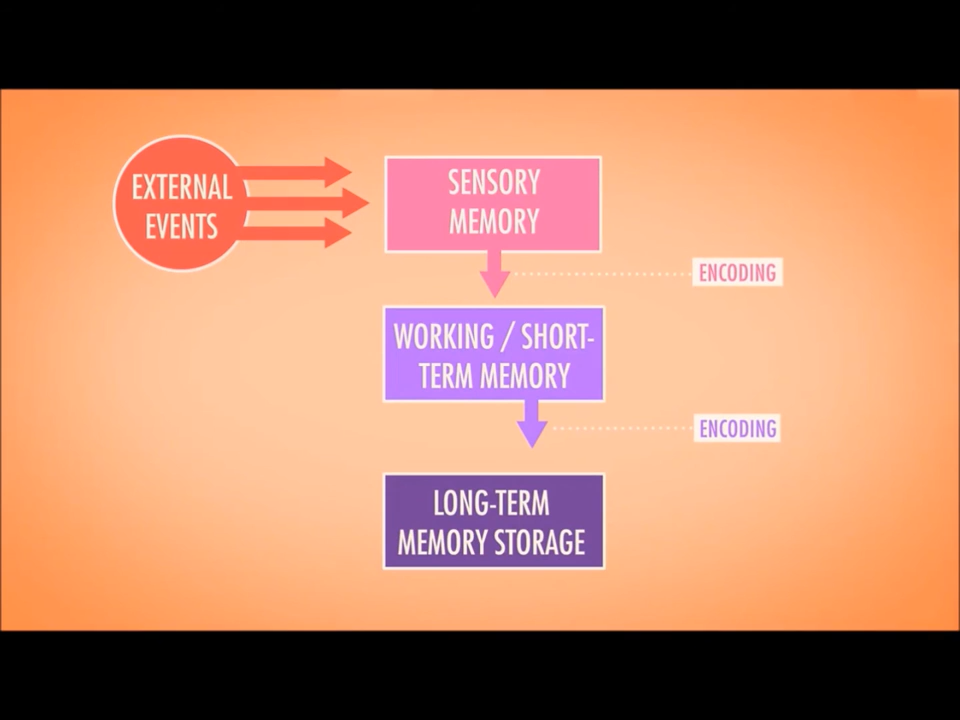 EXTERNAL
EVENTS
SENSORY
MEMORY
ENCODING
WORKING / SHORT-
TERM MEMORY
ENCODING
LONG-TERM
MEMORY STORAGE